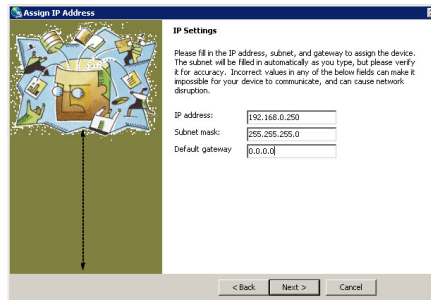 Assign IP Address
IP Settings
Please fill in the IP address, subnet, and gateway to assign the device.
The subnet will be filled in automatically as you type, but please verify
it for accuracy. Incorrect values in any of the below fields can make it
impossible for your device to communicate, and can cause network
disruption.
IP address: 192.168.0.250
Subnet mask: 255.255.255.0
Default gateway 0.0.0.0
< Back Next > Cancel